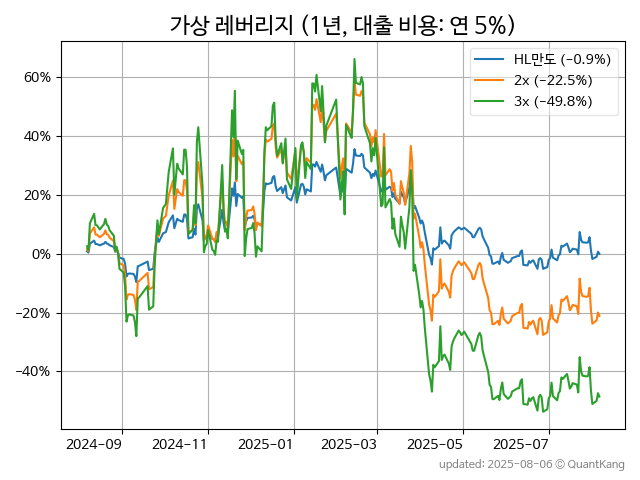 가상 레버리지 (1년, 대출 비용: 연 5%)
HL만도 (−0.9%)
2x (−22.5%)
3x (−49.8%)
60%
40%
20%
0%
−20%
−40%
2024-09 2024-11 2025-01 2025-03 2025-05 2025-07
updated: 2025-08-06 © QuantKang